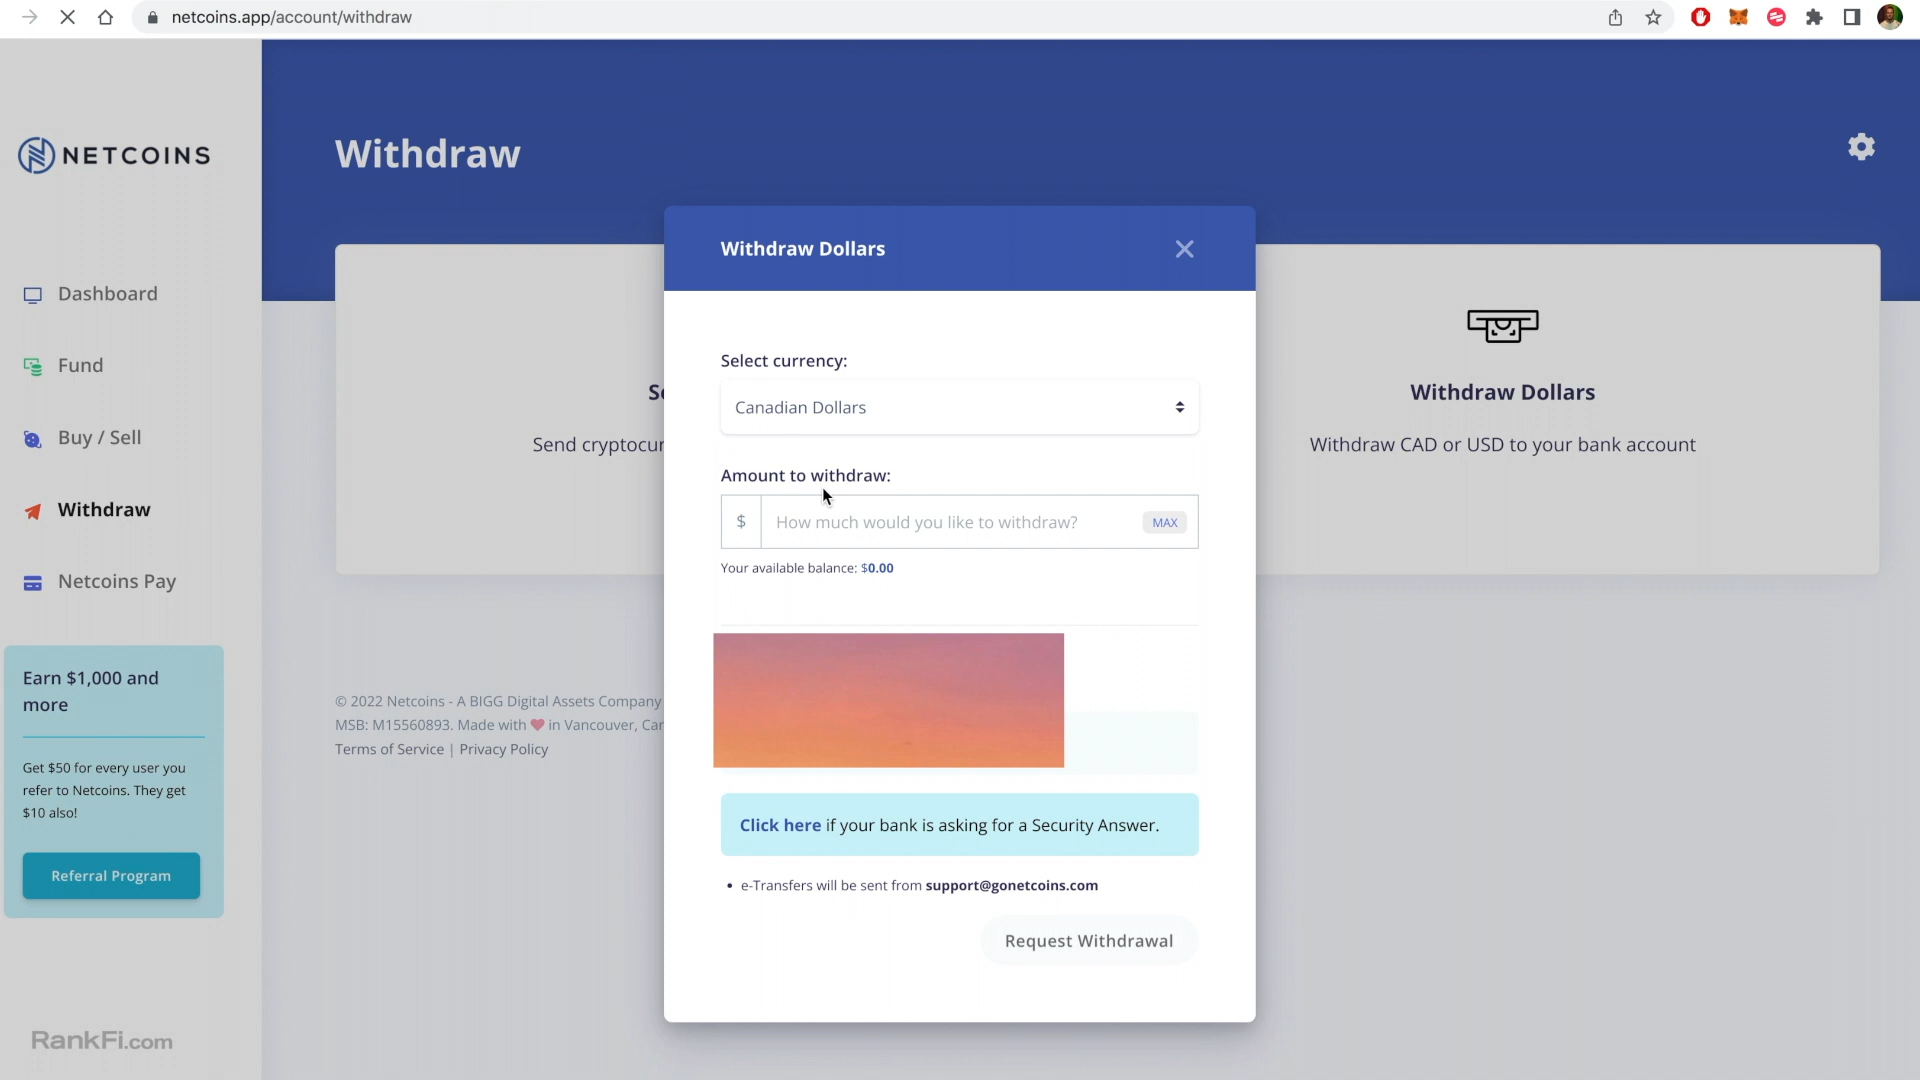 netcoins.app/account/withdraw
NETCOINS
Dashboard
Fund
Buy / Sell
Withdraw
Netcoins Pay
Earn $1,000 and
more
Get $50 for every user you
refer to Netcoins. They get
$10 also!
Referral Program
RankFi.com
Withdraw
Send cryptocur
Withdraw Dollars
Withdraw CAD or USD to your bank account
© 2022 Netcoins - A BIGG Digital Assets Company
MSB: M15560893. Made with ❤ in Vancouver, Can
Terms of Service | Privacy Policy
Withdraw Dollars
Select currency:
Canadian Dollars
Amount to withdraw:
$ How much would you like to withdraw? MAX
Your available balance: $0.00
Click here if your bank is asking for a Security Answer.
• e-Transfers will be sent from support@gonetcoins.com
Request Withdrawal